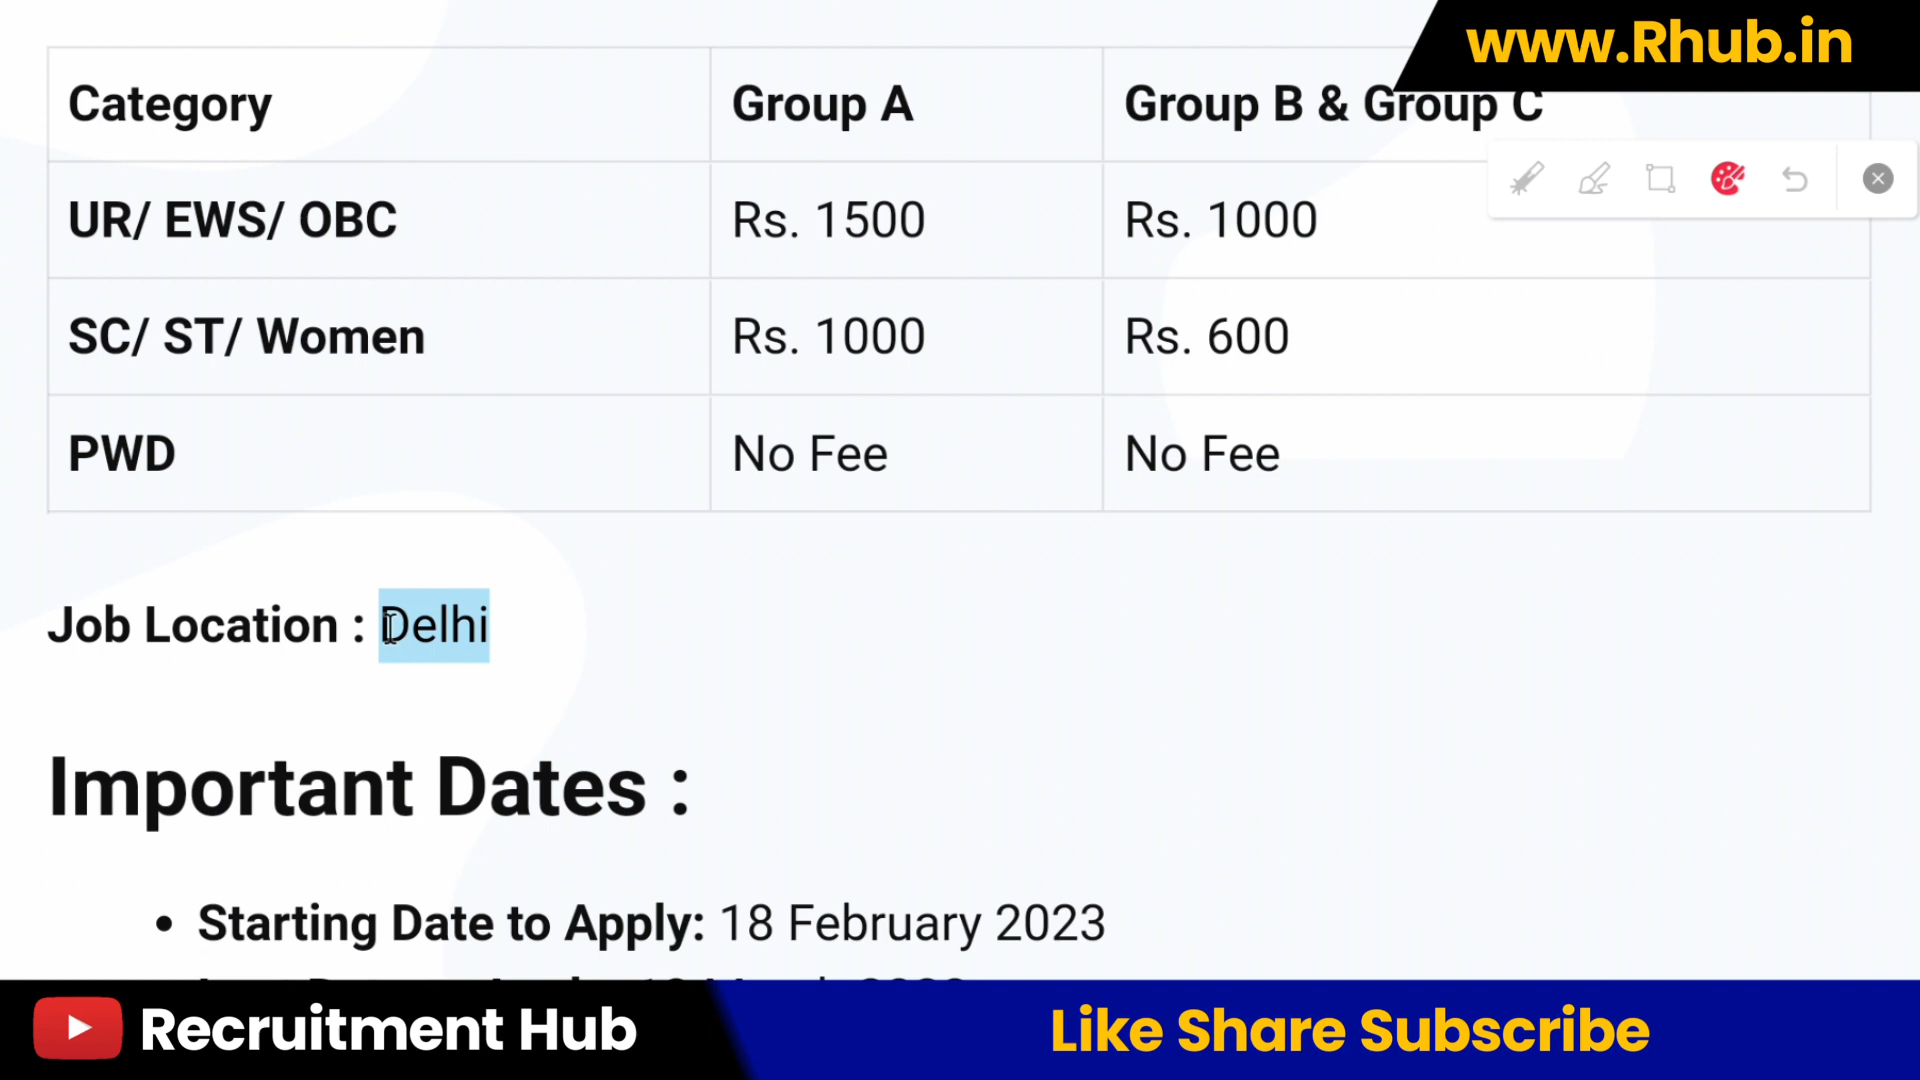 www.Rhub.in
Category Group A Group B & Group C
UR/ EWS/ OBC Rs. 1500 Rs. 1000
SC/ ST/ Women Rs. 1000 Rs. 600
PWD No Fee No Fee
Job Location : Delhi
Important Dates :
• Starting Date to Apply: 18 February 2023
Recruitment Hub
Like Share Subscribe